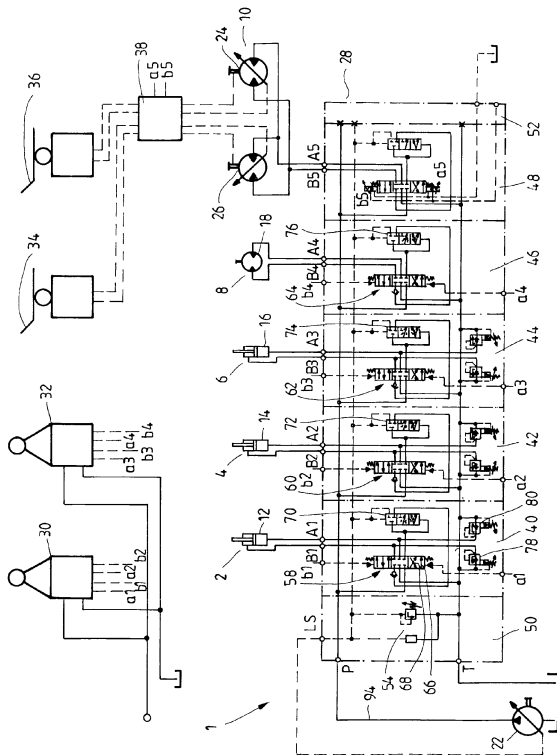 36
34
38
a5
b5
10
24
26
32
30
a1 b1 a2 b2
a3 b3 a4 b4
8
18
6
16
4
14
2
12
28
B5 A5
b4 B4 A4
b3 B3 A3
b2 B2 A2
b1 B1 A1
LS
76
74
72
70
64
62
60
58
b5
a5
52
48
46
44
42
40
50
54
68
66
78
80
a1
a2
a3
a4
P
T
94
22
1